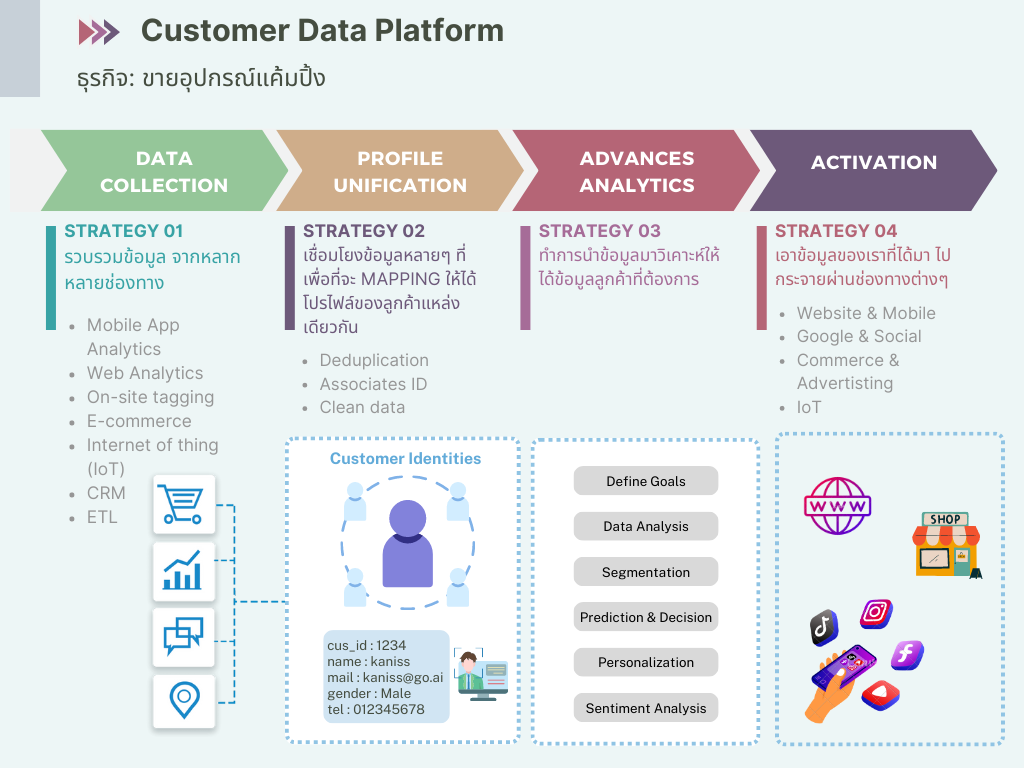 Customer Data Platform
ธุรกิจ: ขายอุปกรณ์แค้มปิ้ง
DATA
COLLECTION
PROFILE
UNIFICATION
ADVANCES
ANALYTICS
ACTIVATION
STRATEGY 01
รวบรวมข้อมูล จากหลาก
หลายช่องทาง
Mobile App
Analytics
Web Analytics
On-site tagging
E-commerce
Internet of thing
(IoT)
CRM
ETL
STRATEGY 02
เชื่อมโยงข้อมูลหลายๆ ที่
เพื่อที่จะ MAPPING ให้ได้
โปรไฟล์ของลูกค้าแหล่ง
เดียวกัน
Deduplication
Associates ID
Clean data
Customer Identities
cus_id : 1234
name : kaniss
mail : kaniss@go.ai
gender : Male
tel : 012345678
STRATEGY 03
ทำการนำข้อมูลมาวิเคาะห์ให้
ได้ข้อมูลลูกค้าที่ต้องการ
Define Goals
Data Analysis
Segmentation
Prediction & Decision
Personalization
Sentiment Analysis
STRATEGY 04
เอาข้อมูลของเราที่ได้มา ไป
กระจายผ่านช่องทางต่างๆ
Website & Mobile
Google & Social
Commerce &
Advertisting
IoT
WWW
SHOP